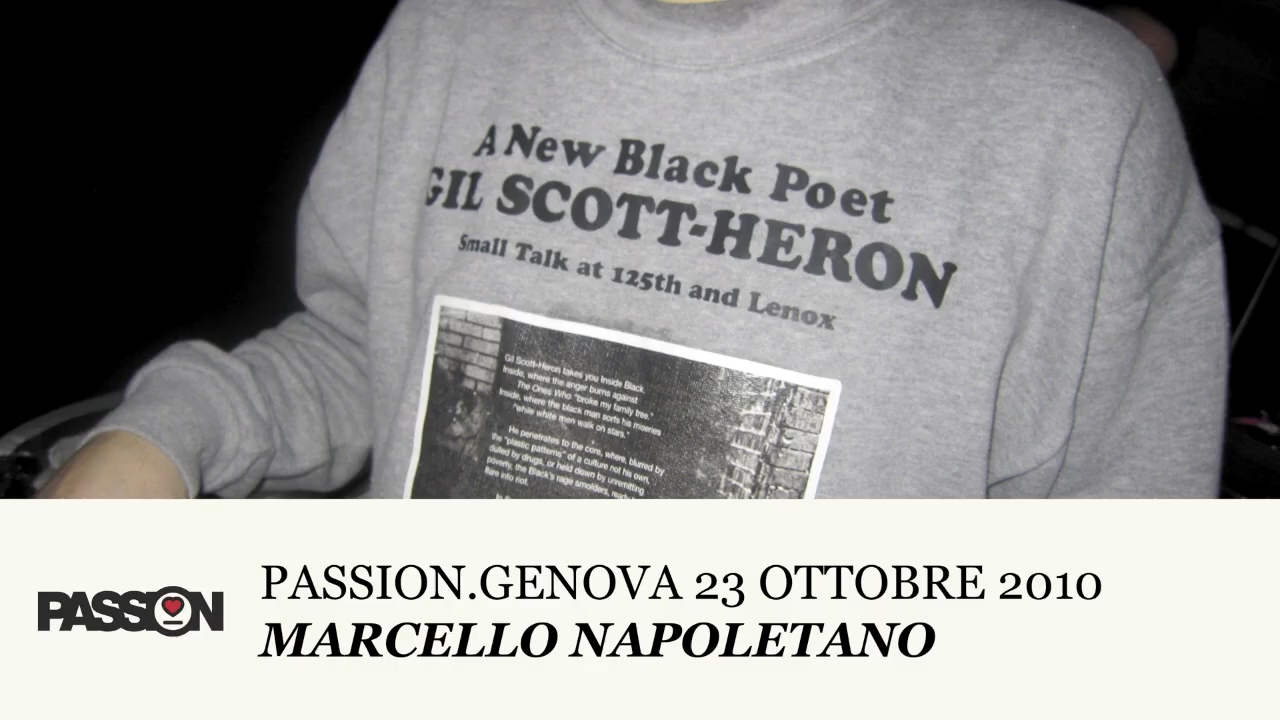 A New Black Poet
GIL SCOTT-HERON
Small Talk at 125th and Lenox
Gil Scott-Heron takes you Inside Black.
Inside, where the anger burns against
The Ones Who "broke my family tree."
Inside, where the black man sorts his miseries
"while white men walk on stars."
He penetrates to the core, where, blurred by
the "plastic patterns" of a culture not his own,
dulled by drugs, or held down by unremitting
poverty, the Black's rage smolders, ready
flare into riot.
PASSION
PASSION.GENOVA 23 OTTOBRE 2010
MARCELLO NAPOLETANO